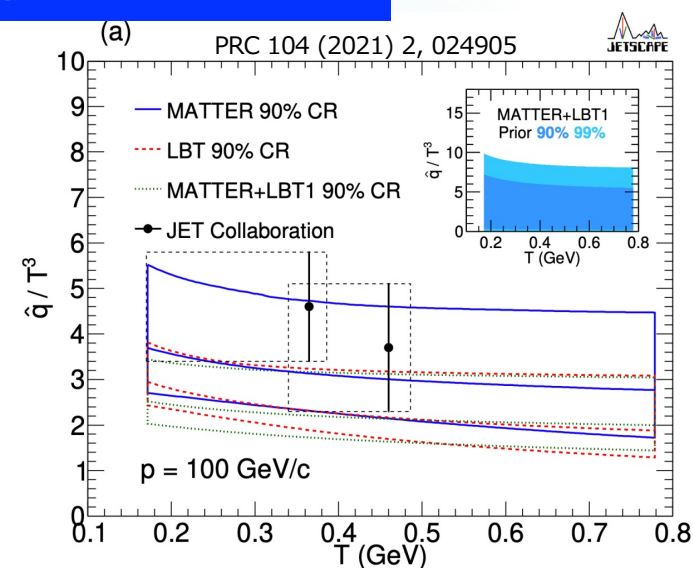 (a)
PRC 104 (2021) 2, 024905
JETSCAPE
10
9
8
7
6
5
4
3
2
1
0
q̂ / T³
MATTER 90% CR
LBT 90% CR
MATTER+LBT1 90% CR
JET Collaboration
MATTER+LBT1
Prior 90% 99%
15
10
5
0
q̂ / T³
0.2 0.4 0.6 0.8
T (GeV)
p = 100 GeV/c
0.1 0.2 0.3 0.4 0.5 0.6 0.7 0.8
T (GeV)